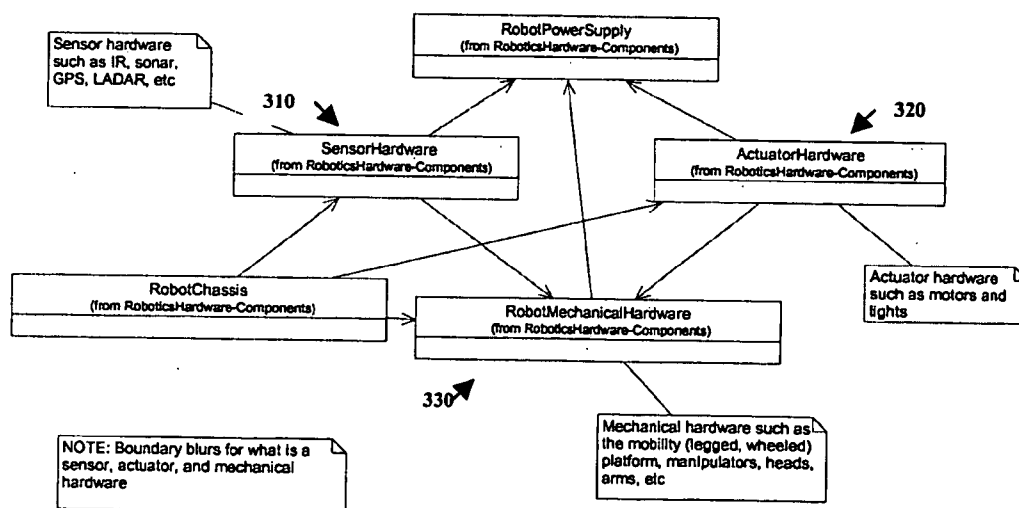 RobotPowerSupply
(from RoboticsHardware-Components)
Sensor hardware
such as IR, sonar,
GPS, LADAR, etc
310
320
SensorHardware
(from RoboticsHardware-Components)
ActuatorHardware
(from RoboticsHardware-Components)
RobotChassis
(from RoboticsHardware-Components)
Actuator hardware
such as motors and
lights
RobotMechanicalHardware
(from RoboticsHardware-Components)
330
Mechanical hardware such as
the mobility (legged, wheeled)
platform, manipulators, heads,
arms, etc
NOTE: Boundary blurs for what is a
sensor, actuator, and mechanical
hardware